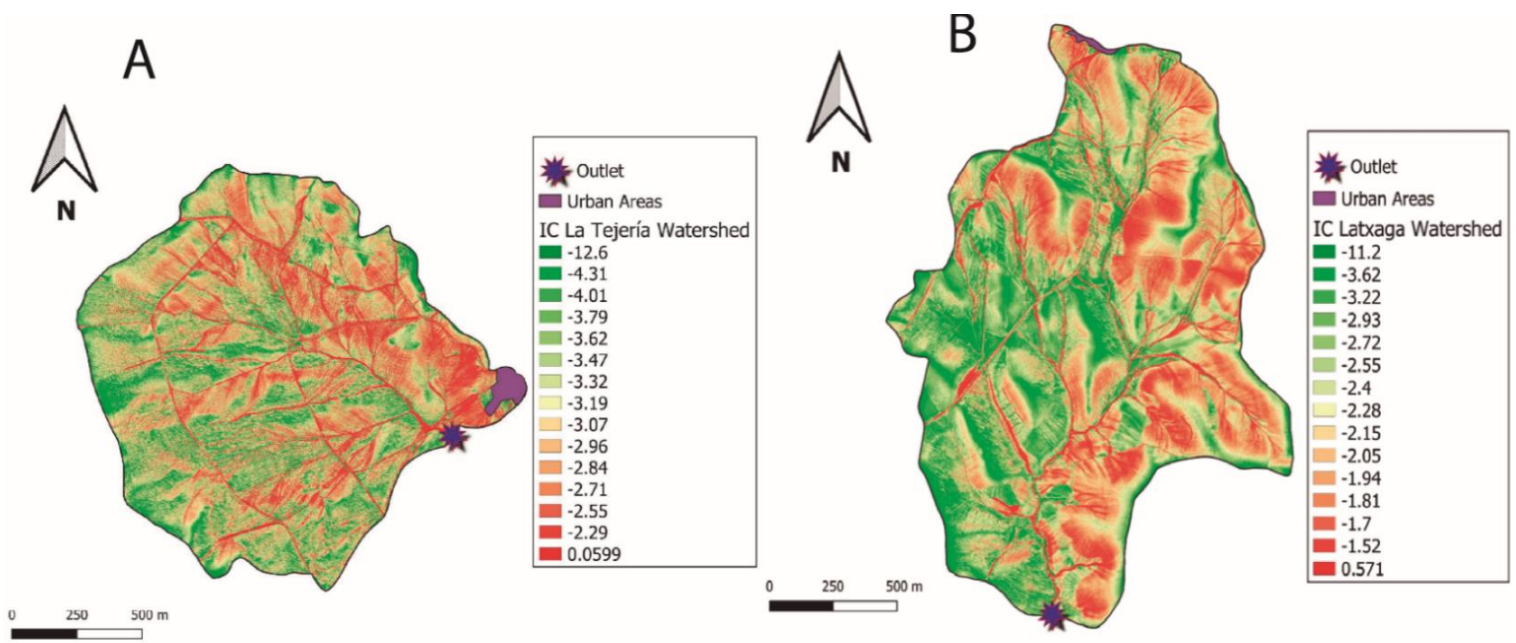 A
N
Outlet
Urban Areas
IC La Tejería Watershed
-12.6
-4.31
-4.01
-3.79
-3.62
-3.47
-3.32
-3.19
-3.07
-2.96
-2.84
-2.71
-2.55
-2.29
0.0599
0 250 500 m
B
N
Outlet
Urban Areas
IC Latxaga Watershed
-11.2
-3.62
-3.22
-2.93
-2.72
-2.55
-2.4
-2.28
-2.15
-2.05
-1.94
-1.81
-1.7
-1.52
0.571
0 250 500 m